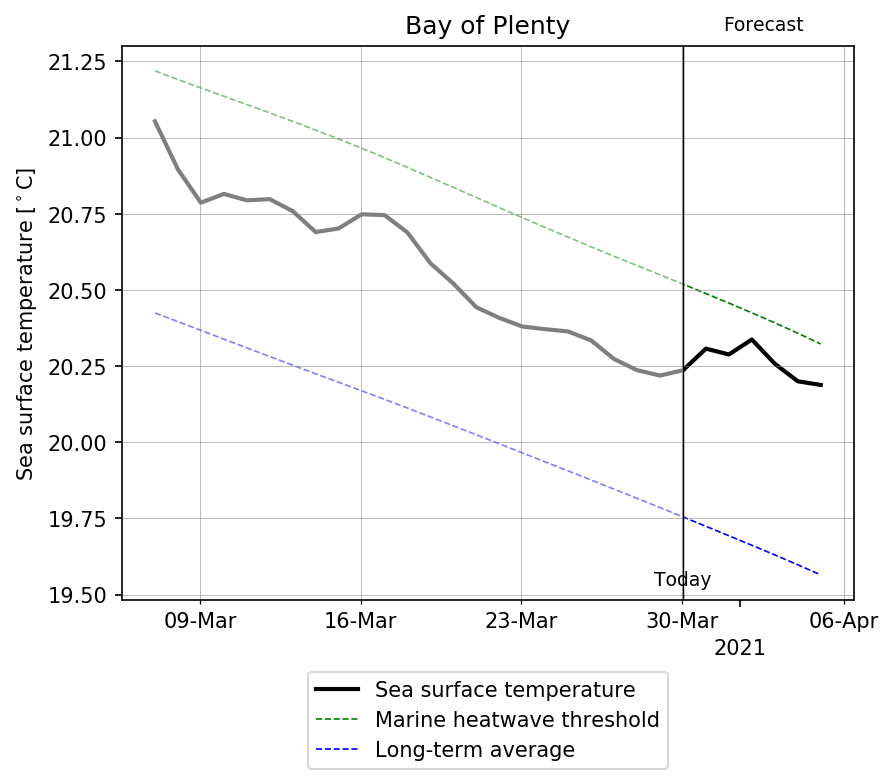 Bay of Plenty
Forecast
Sea surface temperature [°C]
21.25
21.00
20.75
20.50
20.25
20.00
19.75
19.50
Today
09-Mar
16-Mar
23-Mar
30-Mar
06-Apr
2021
Sea surface temperature
Marine heatwave threshold
Long-term average